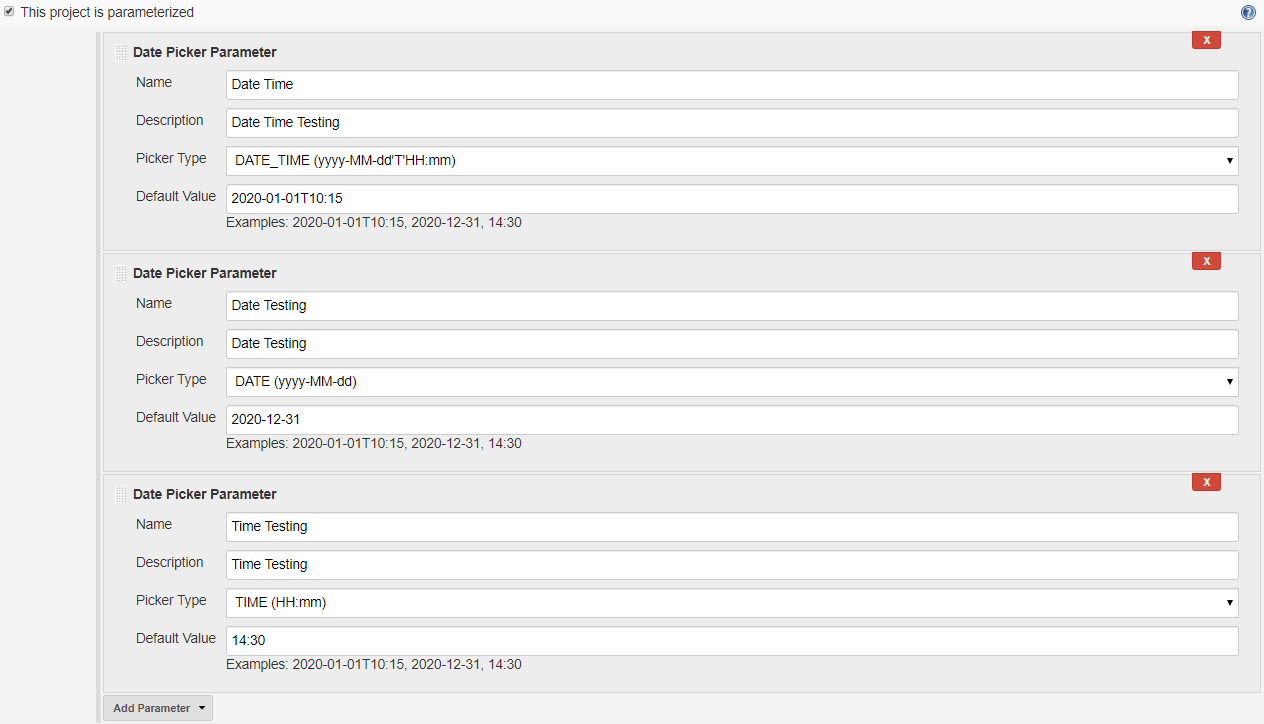 This project is parameterized
?
Date Picker Parameter
X
Name
Date Time
Description
Date Time Testing
Picker Type
DATE_TIME (yyyy-MM-dd'T'HH:mm)
Default Value
2020-01-01T10:15
Examples: 2020-01-01T10:15, 2020-12-31, 14:30
Date Picker Parameter
X
Name
Date Testing
Description
Date Testing
Picker Type
DATE (yyyy-MM-dd)
Default Value
2020-12-31
Examples: 2020-01-01T10:15, 2020-12-31, 14:30
Date Picker Parameter
X
Name
Time Testing
Description
Time Testing
Picker Type
TIME (HH:mm)
Default Value
14:30
Examples: 2020-01-01T10:15, 2020-12-31, 14:30
Add Parameter